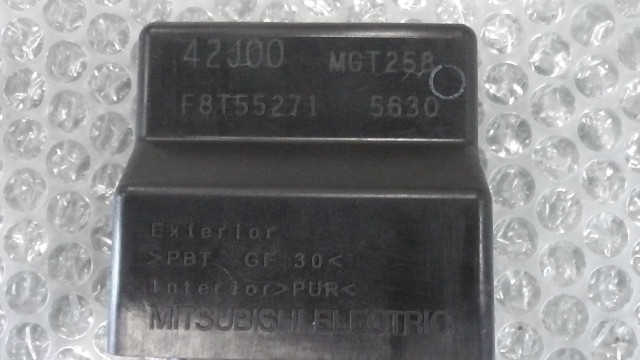 42J00 MGT258
F8T55271 5630
Exterior
>PBT -GF 30<
Interior>PUR<
MITSUBISHI ELECTRIC